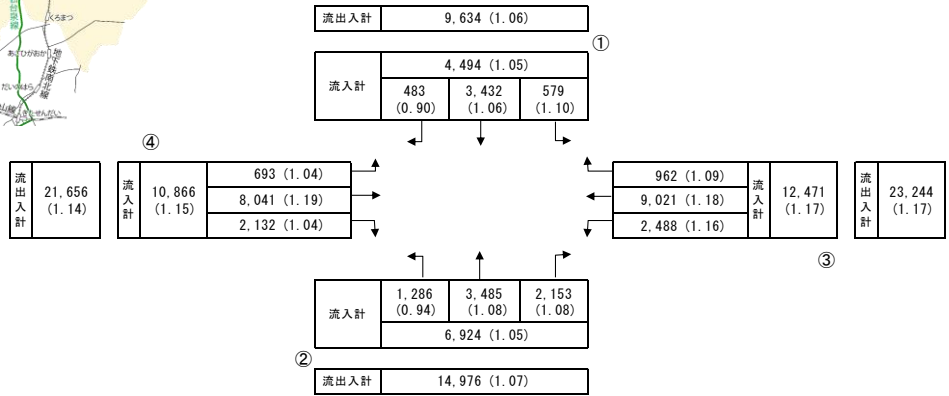 くろまつ
あさひがおか
地下鉄南北線
きたせんだい
流出入計 9,634 (1.06)
①
流入計
4,494 (1.05)
483 3,432 579
(0.90) (1.06) (1.10)
④
流出入計
21,656
(1.14)
流入計
10,866
(1.15)
693 (1.04)
8,041 (1.19)
2,132 (1.04)
962 (1.09)
9,021 (1.18)
2,488 (1.16)
流入計
12,471
(1.17)
流出入計
23,244
(1.17)
③
流入計
1,286 3,485 2,153
(0.94) (1.08) (1.08)
6,924 (1.05)
②
流出入計 14,976 (1.07)